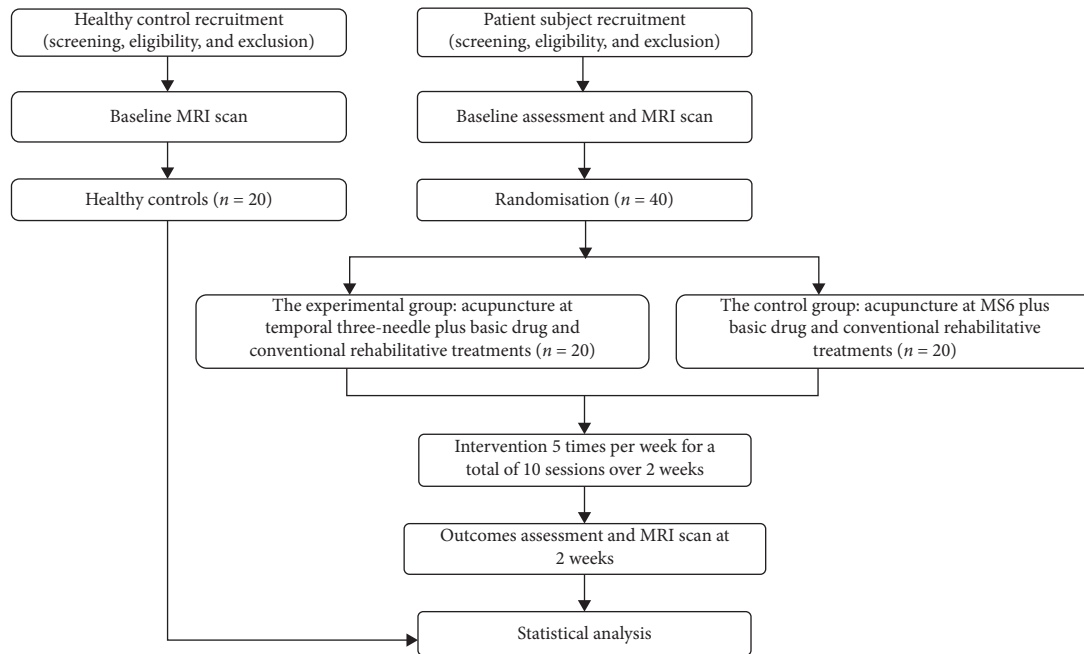 Healthy control recruitment
(screening, eligibility, and exclusion)
Baseline MRI scan
Healthy controls (n = 20)
Patient subject recruitment
(screening, eligibility, and exclusion)
Baseline assessment and MRI scan
Randomisation (n = 40)
The experimental group: acupuncture at
temporal three-needle plus basic drug and
conventional rehabilitative treatments (n = 20)
The control group: acupuncture at MS6 plus
basic drug and conventional rehabilitative
treatments (n = 20)
Intervention 5 times per week for a
total of 10 sessions over 2 weeks
Outcomes assessment and MRI scan at
2 weeks
Statistical analysis